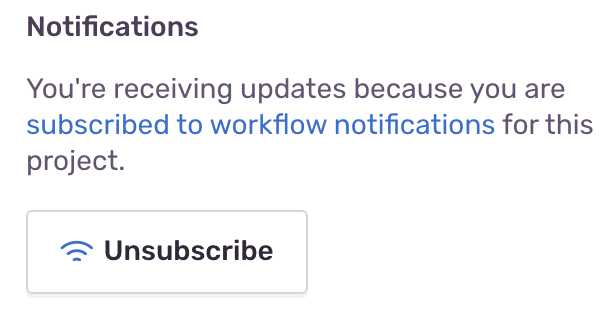 Notifications
You're receiving updates because you are
subscribed to workflow notifications for this
project.
Unsubscribe